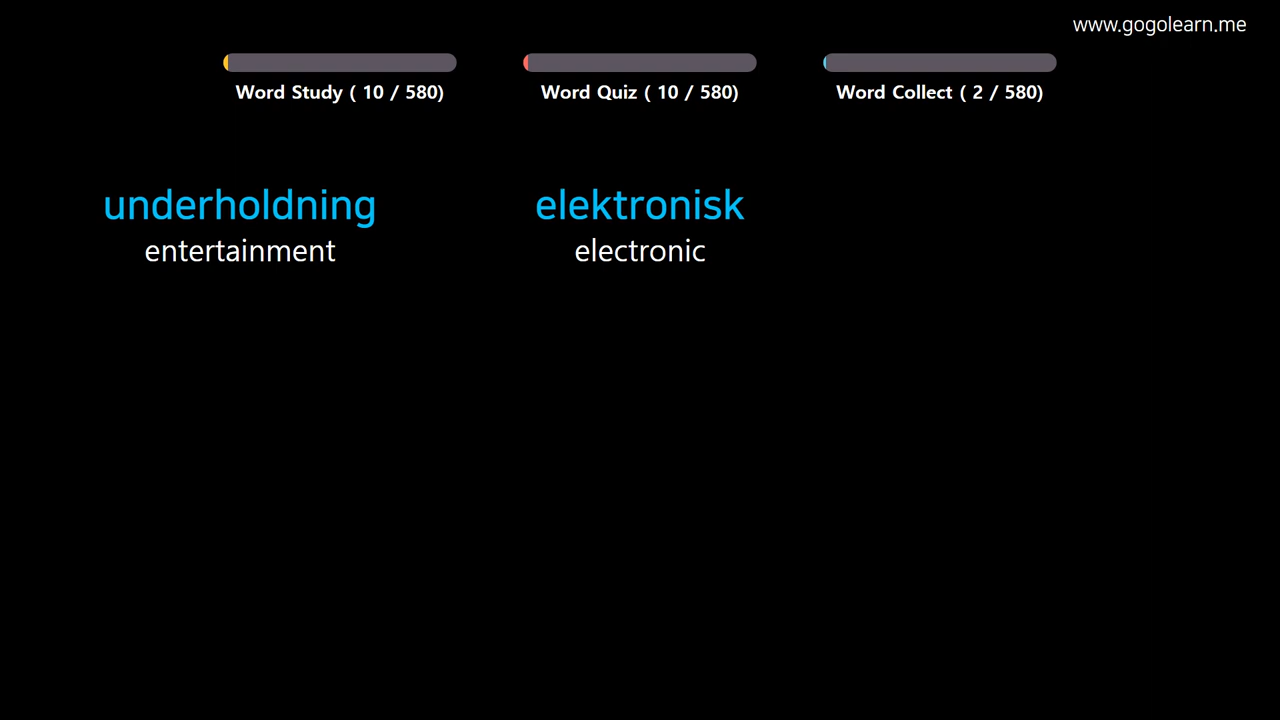 www.gogolearn.me
Word Study ( 10 / 580)
Word Quiz ( 10 / 580)
Word Collect ( 2 / 580)
underholdning
entertainment
elektronisk
electronic